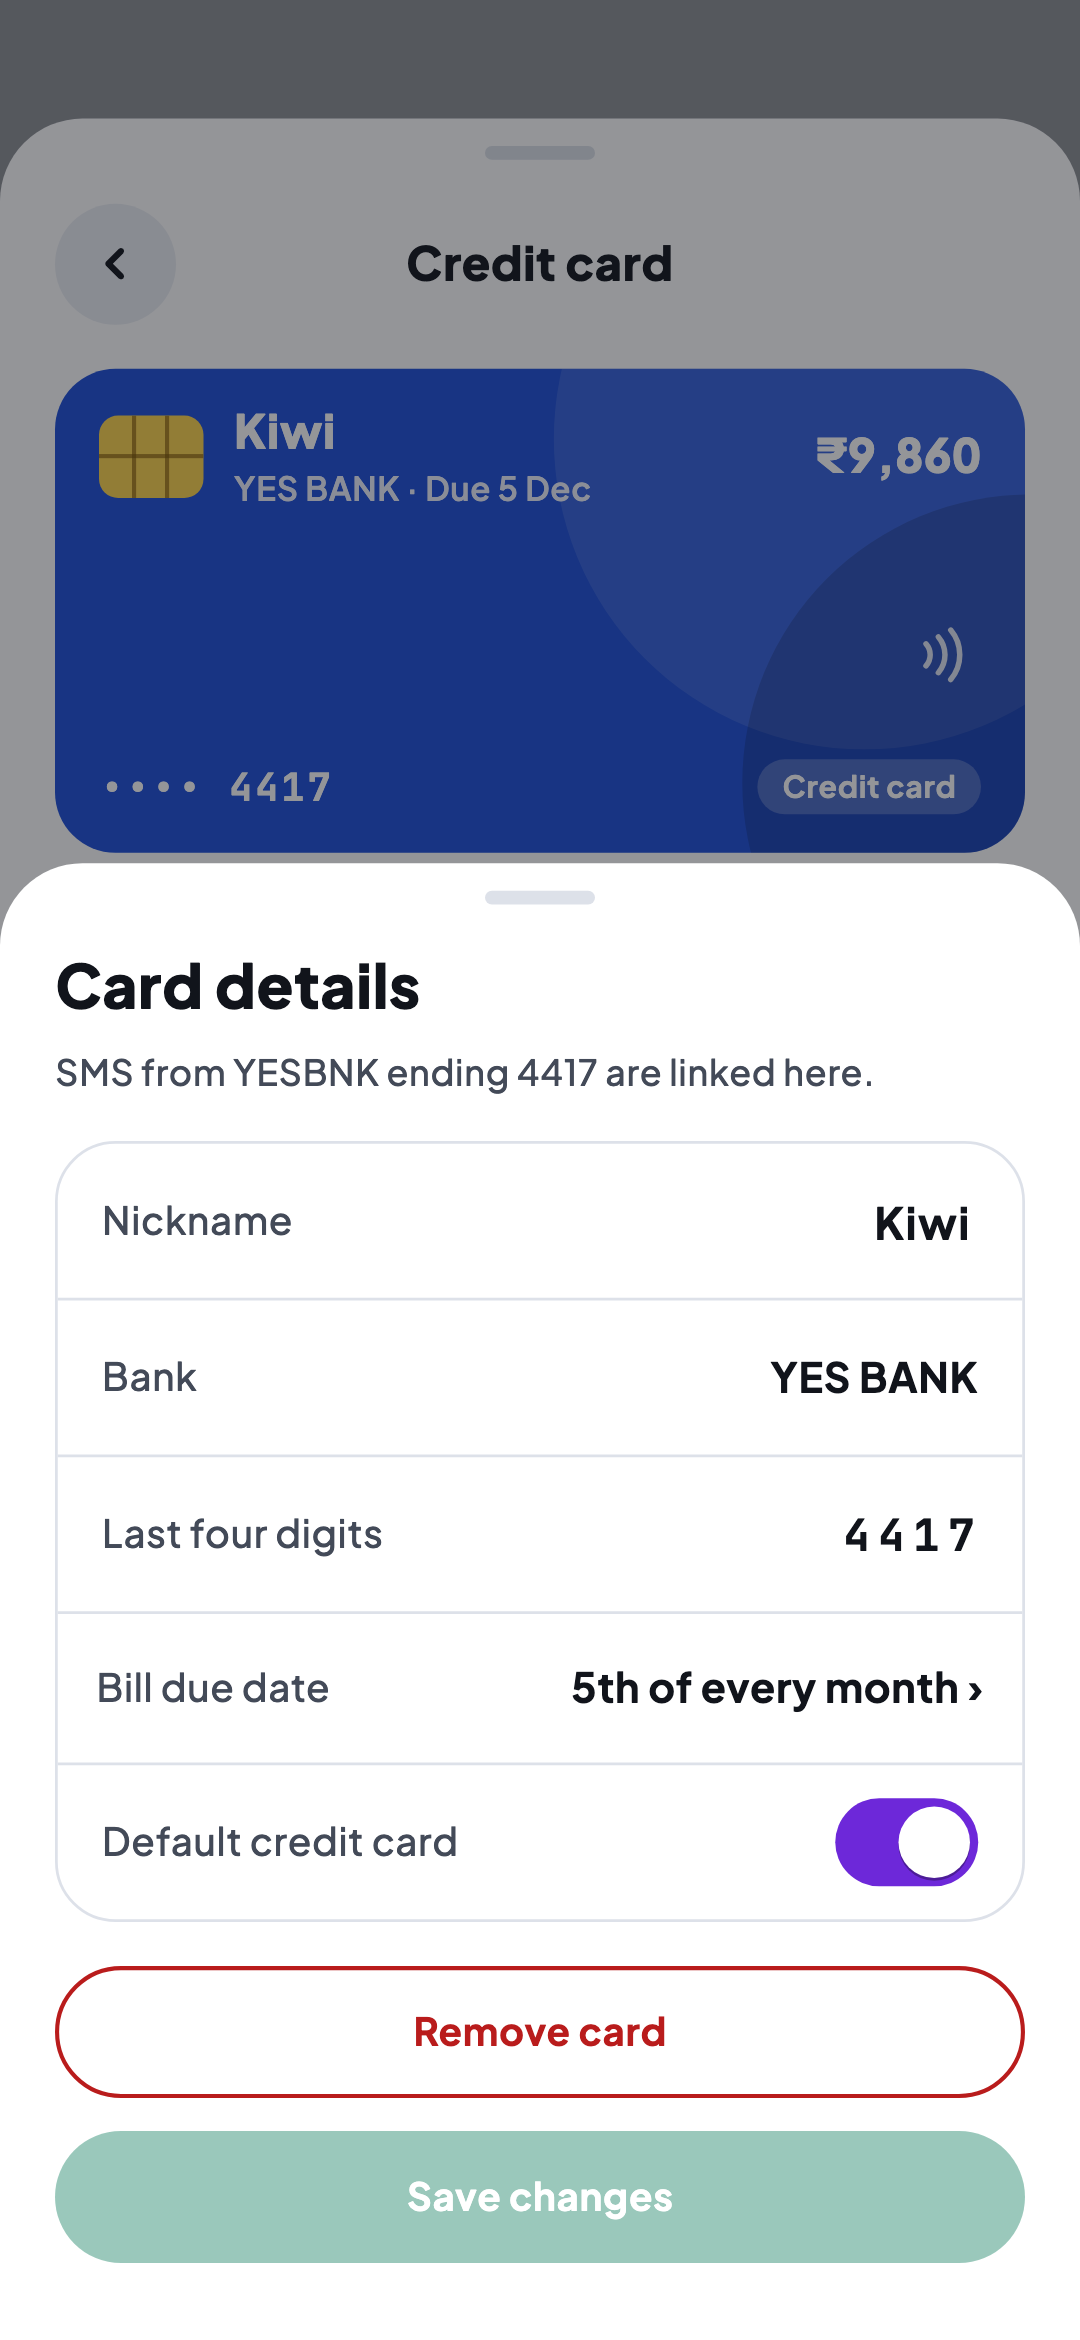 Credit card
Kiwi
₹9,860
YES BANK · Due 5 Dec
•••• 4417
Credit card
Card details
SMS from YESBNK ending 4417 are linked here.
Nickname Kiwi
Bank YES BANK
Last four digits 4417
Bill due date 5th of every month ›
Default credit card
Remove card
Save changes